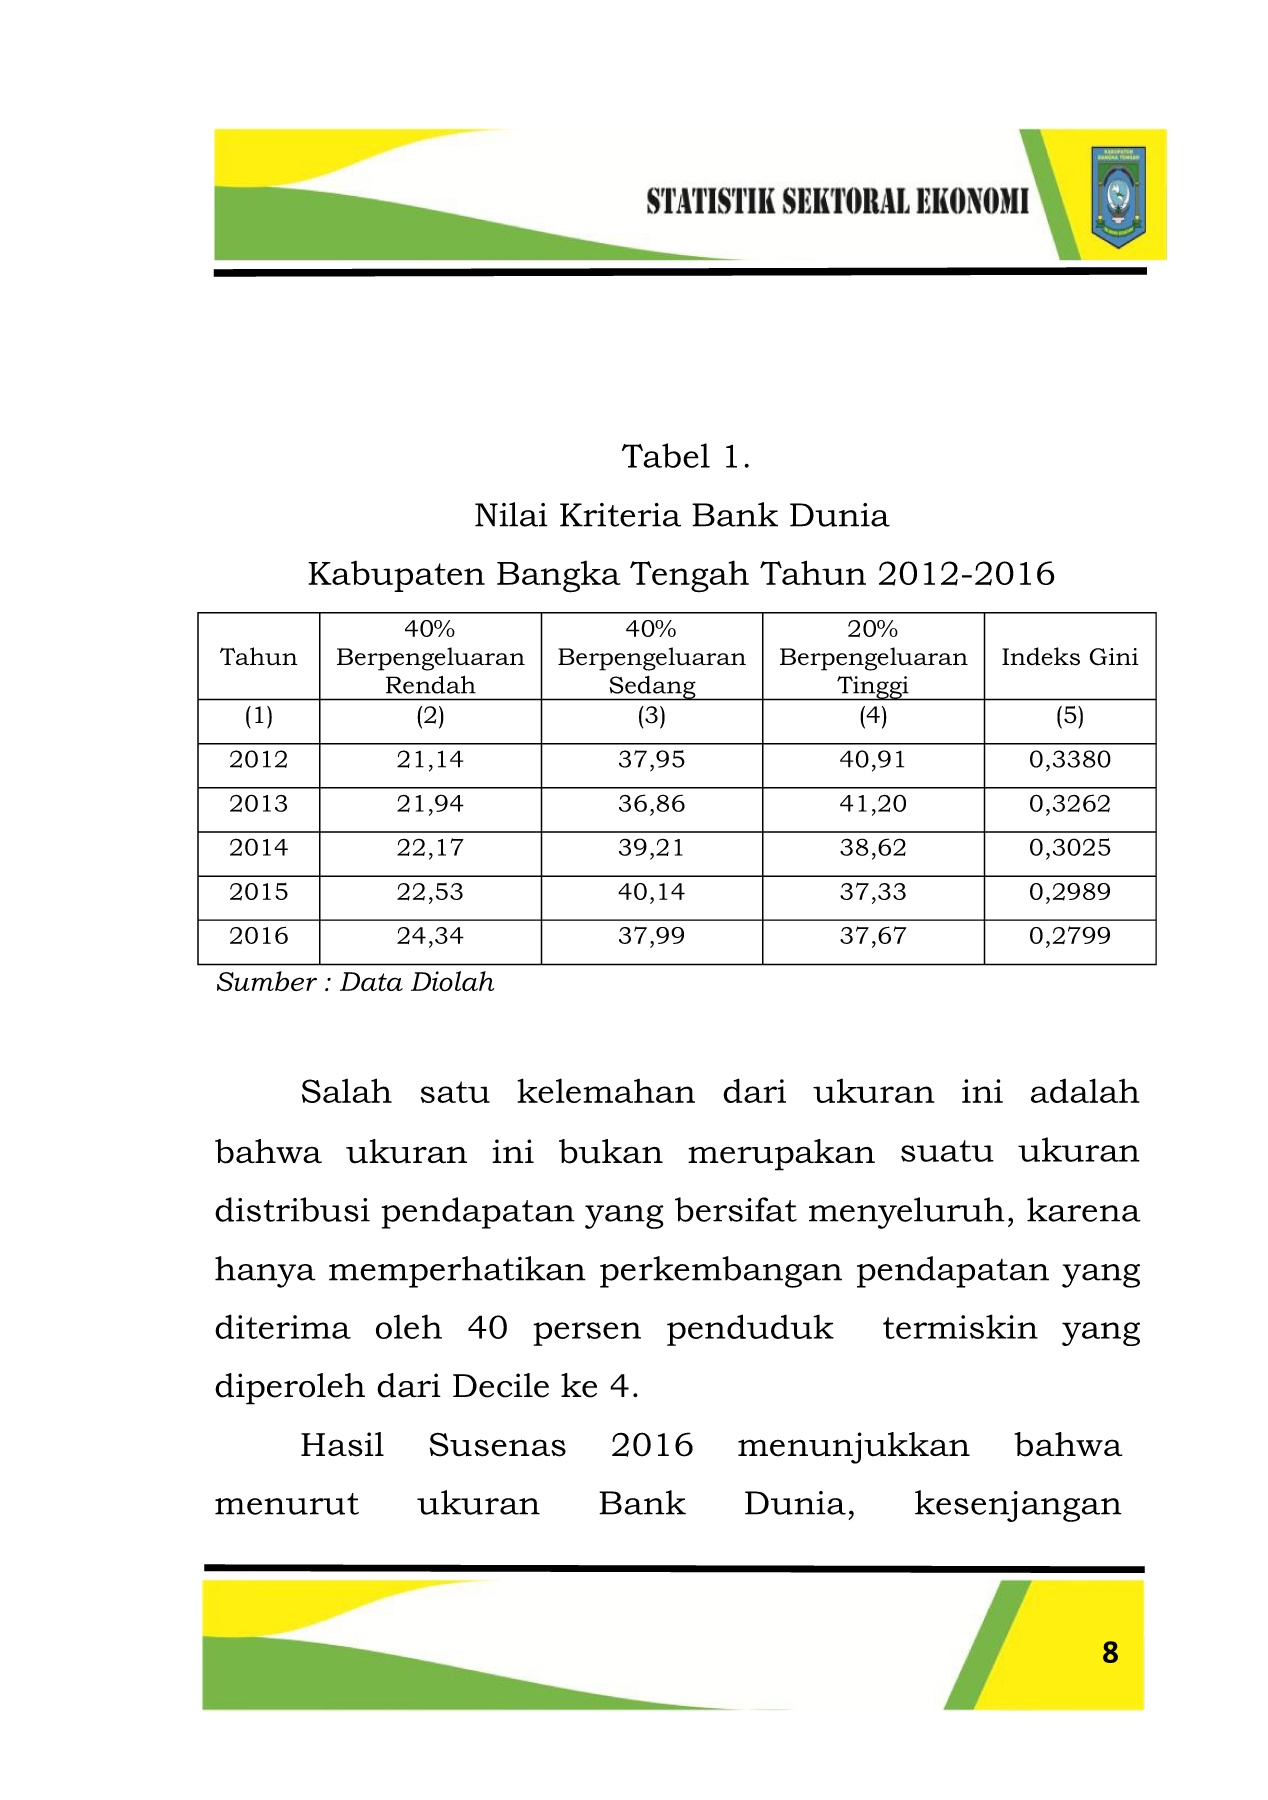 STATISTIK SEKTORAL EKONOMI
KABUPATEN
BANGKA TENGAH
Tabel 1.
Nilai Kriteria Bank Dunia
Kabupaten Bangka Tengah Tahun 2012-2016
Tahun 40% Berpengeluaran Rendah 40% Berpengeluaran Sedang 20% Berpengeluaran Tinggi Indeks Gini
(1) (2) (3) (4) (5)
2012 21,14 37,95 40,91 0,3380
2013 21,94 36,86 41,20 0,3262
2014 22,17 39,21 38,62 0,3025
2015 22,53 40,14 37,33 0,2989
2016 24,34 37,99 37,67 0,2799
Sumber : Data Diolah
Salah satu kelemahan dari ukuran ini adalah
bahwa ukuran ini bukan merupakan suatu ukuran
distribusi pendapatan yang bersifat menyeluruh, karena
hanya memperhatikan perkembangan pendapatan yang
diterima oleh 40 persen penduduk termiskin yang
diperoleh dari Decile ke 4.
Hasil Susenas 2016 menunjukkan bahwa
menurut ukuran Bank Dunia, kesenjangan
8